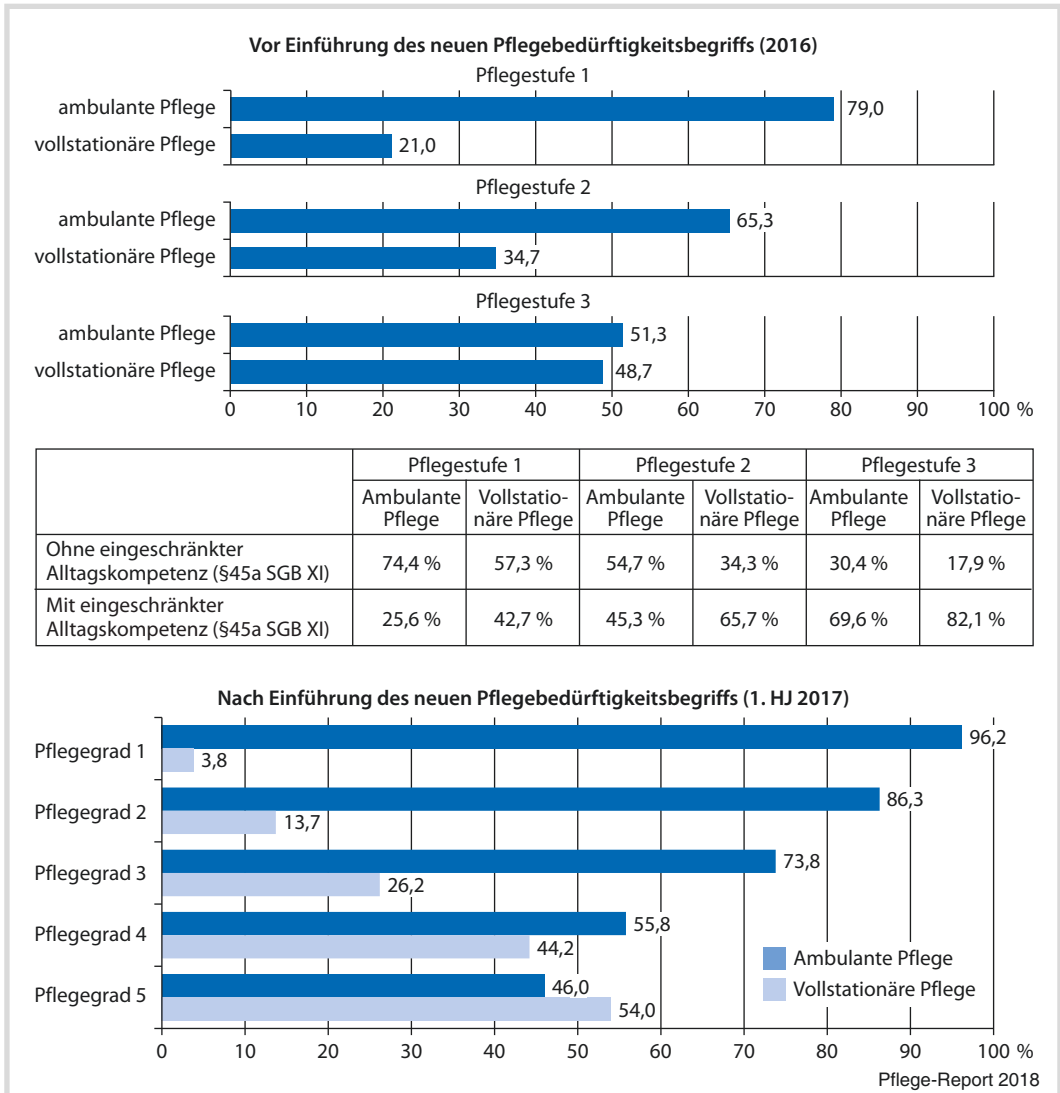 Vor Einführung des neuen Pflegebedürftigkeitsbegriffs (2016)
Pflegestufe 1
ambulante Pflege 79,0
vollstationäre Pflege 21,0
Pflegestufe 2
ambulante Pflege 65,3
vollstationäre Pflege 34,7
Pflegestufe 3
ambulante Pflege 51,3
vollstationäre Pflege 48,7
0 10 20 30 40 50 60 70 80 90 100 %
Pflegestufe 1 Pflegestufe 2 Pflegestufe 3
Ambulante Vollstatio- Ambulante Vollstatio- Ambulante Vollstatio-
Pflege näre Pflege Pflege näre Pflege Pflege näre Pflege
Ohne eingeschränkter
Alltagskompetenz (§45a SGB XI) 74,4 % 57,3 % 54,7 % 34,3 % 30,4 % 17,9 %
Mit eingeschränkter
Alltagskompetenz (§45a SGB XI) 25,6 % 42,7 % 45,3 % 65,7 % 69,6 % 82,1 %
Nach Einführung des neuen Pflegebedürftigkeitsbegriffs (1. HJ 2017)
Pflegegrad 1 96,2
3,8
Pflegegrad 2 86,3
13,7
Pflegegrad 3 73,8
26,2
Pflegegrad 4 55,8
44,2
Pflegegrad 5 46,0
54,0
Ambulante Pflege
Vollstationäre Pflege
0 10 20 30 40 50 60 70 80 90 100 %
Pflege-Report 2018